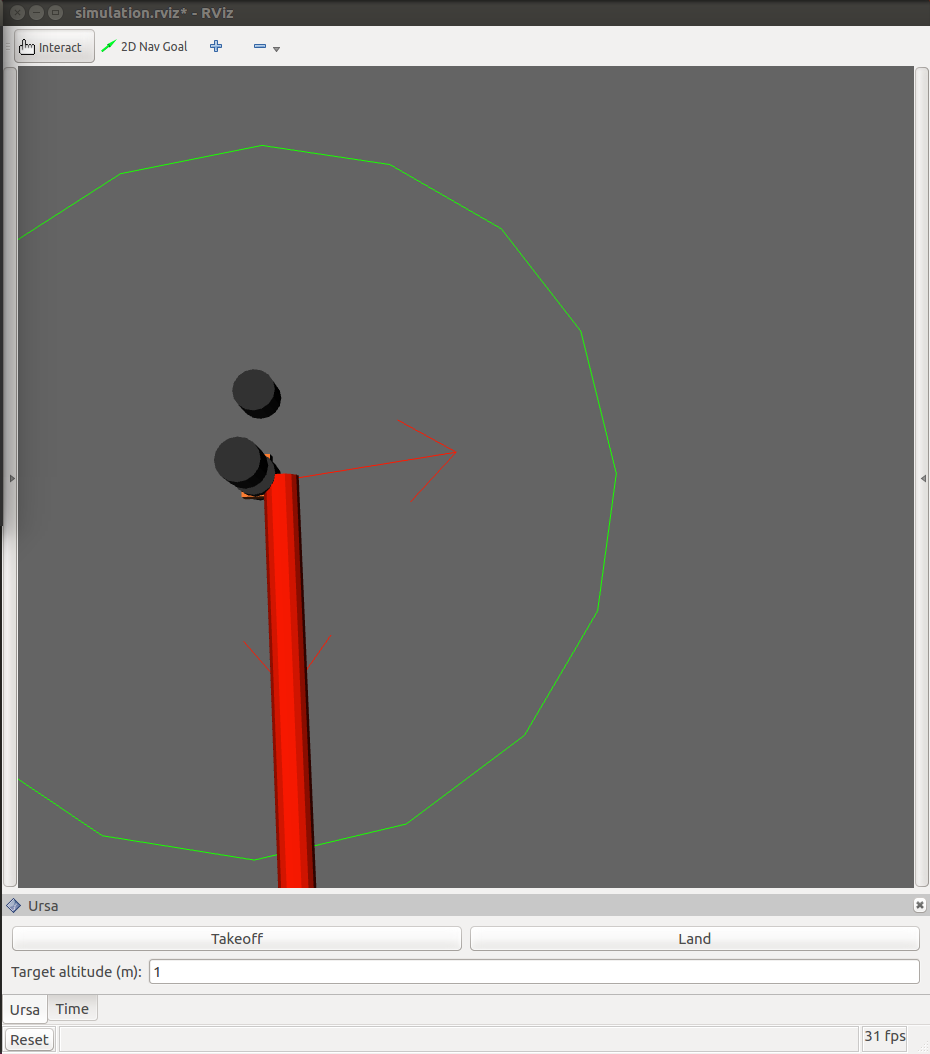 simulation.rviz* - RViz
Interact 2D Nav Goal
Ursa
Takeoff Land
Target altitude (m): 1
Ursa Time
Reset 31 fps